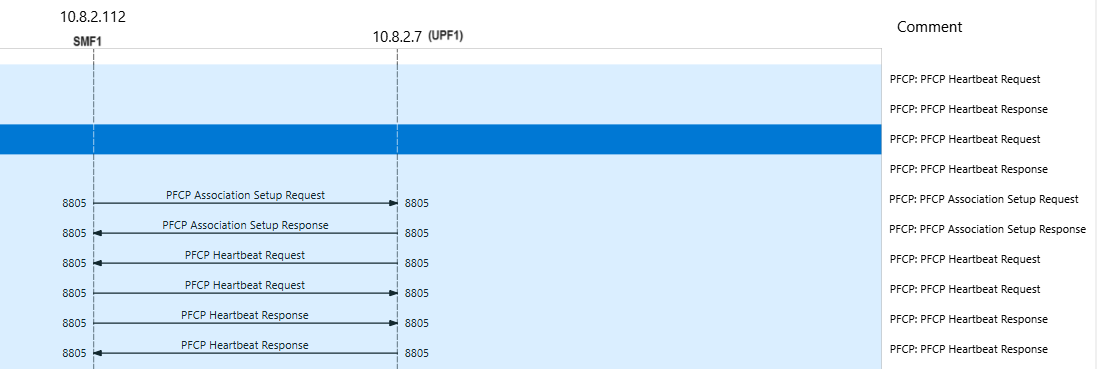 10.8.2.112
SMF1
10.8.2.7 (UPF1)
Comment
PFCP: PFCP Heartbeat Request
PFCP: PFCP Heartbeat Response
PFCP: PFCP Heartbeat Request
PFCP: PFCP Heartbeat Response
8805 PFCP Association Setup Request 8805 PFCP: PFCP Association Setup Request
8805 PFCP Association Setup Response 8805 PFCP: PFCP Association Setup Response
8805 PFCP Heartbeat Request 8805 PFCP: PFCP Heartbeat Request
8805 PFCP Heartbeat Request 8805 PFCP: PFCP Heartbeat Request
8805 PFCP Heartbeat Response 8805 PFCP: PFCP Heartbeat Response
8805 PFCP Heartbeat Response 8805 PFCP: PFCP Heartbeat Response